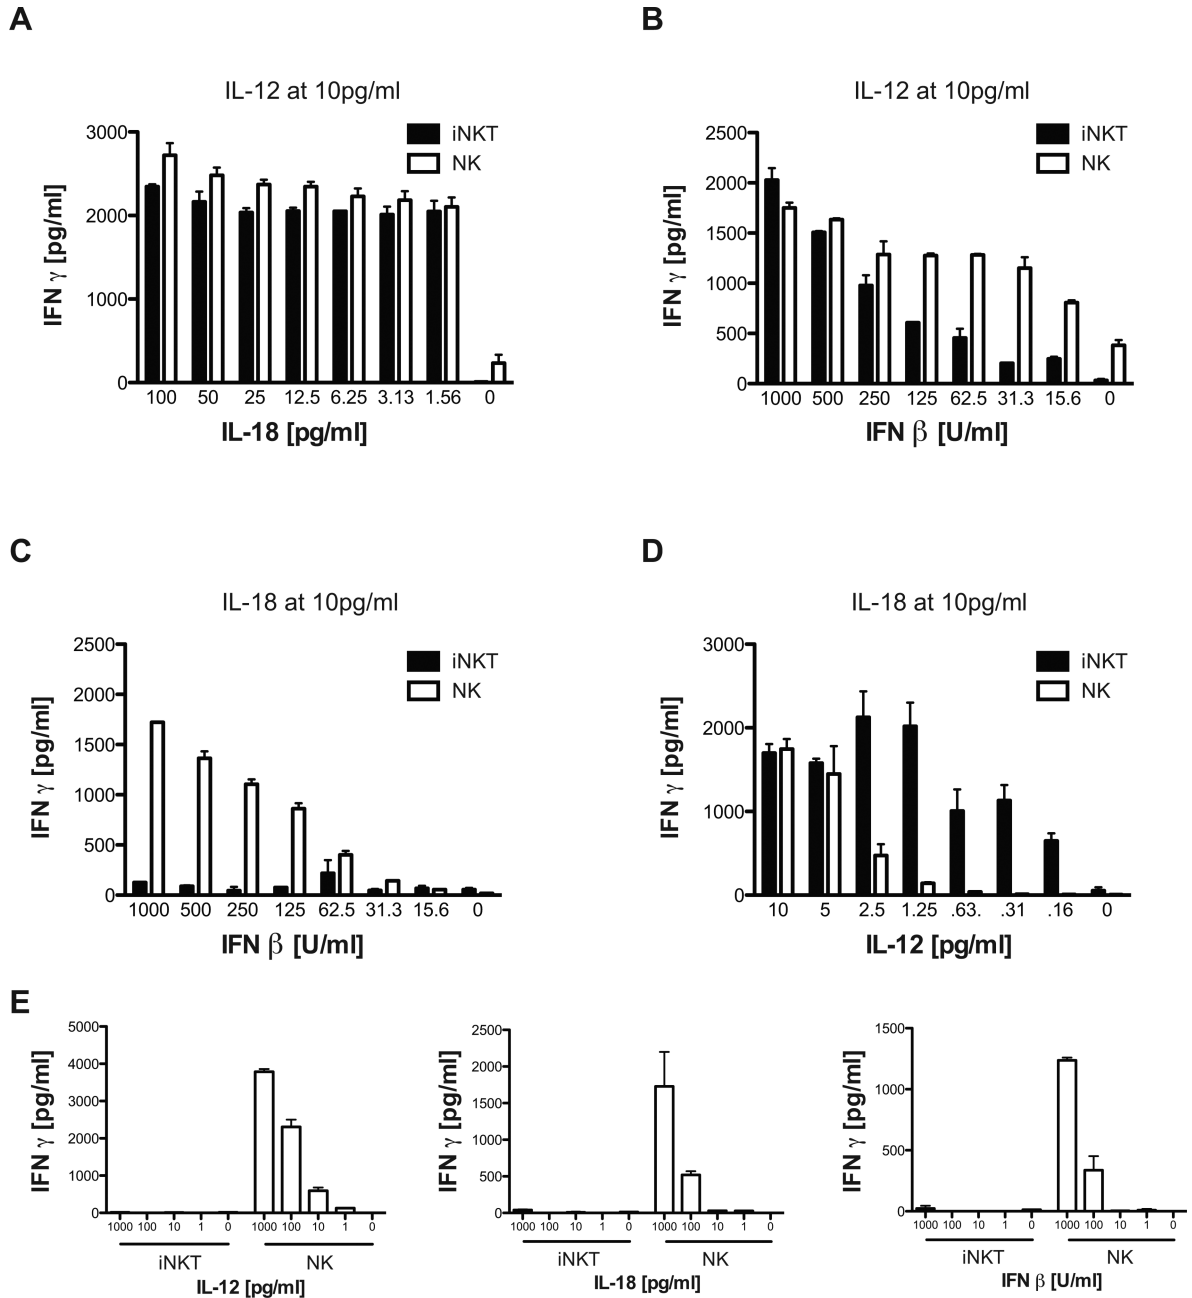 A
IL-12 at 10pg/ml
iNKT
NK
IFN γ [pg/ml]
3000
2000
1000
0
100 50 25 12.5 6.25 3.13 1.56 0
IL-18 [pg/ml]
B
IL-12 at 10pg/ml
iNKT
NK
IFN γ [pg/ml]
2500
2000
1500
1000
500
0
1000 500 250 125 62.5 31.3 15.6 0
IFN β [U/ml]
C
IL-18 at 10pg/ml
iNKT
NK
IFN γ [pg/ml]
2500
2000
1500
1000
500
0
1000 500 250 125 62.5 31.3 15.6 0
IFN β [U/ml]
D
IL-18 at 10pg/ml
iNKT
NK
IFN γ [pg/ml]
3000
2000
1000
0
10 5 2.5 1.25 .63. .31 .16 0
IL-12 [pg/ml]
E
IFN γ [pg/ml]
5000
4000
3000
2000
1000
0
1000 100 10 1 0 1000 100 10 1 0
iNKT NK
IL-12 [pg/ml]
IFN γ [pg/ml]
2500
2000
1500
1000
500
0
1000 100 10 1 0 1000 100 10 1 0
iNKT NK
IL-18 [pg/ml]
IFN γ [pg/ml]
1500
1000
500
0
1000 100 10 1 0 1000 100 10 1 0
iNKT NK
IFN β [U/ml]